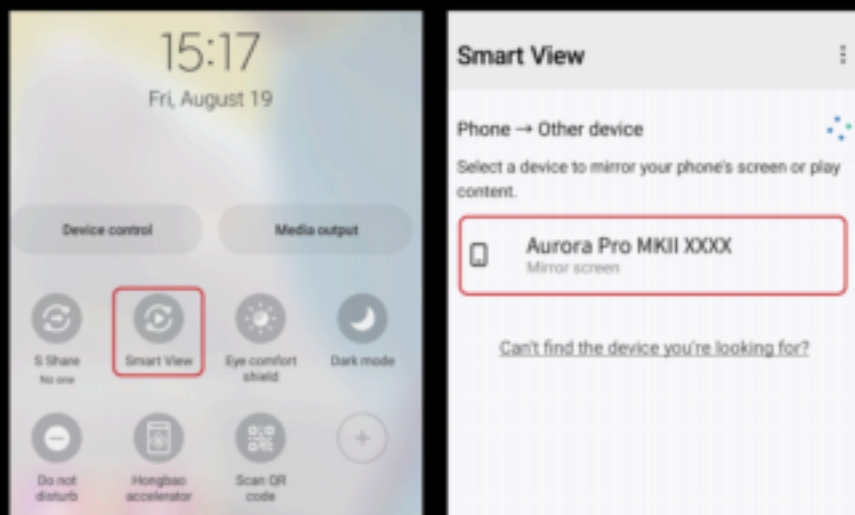 15:17
Fri, August 19
Device control
Media output
S Share
No one
Smart View
Eye comfort
shield
Dark mode
Do not
disturb
Hongbao
accelerator
Scan QR
code
Smart View
Phone → Other device
Select a device to mirror your phone's screen or play
content.
Aurora Pro MKII XXXX
Mirror screen
Can't find the device you're looking for?